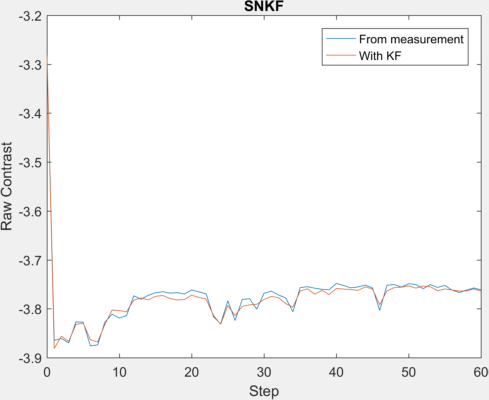 SNKF
-3.2
From measurement
With KF
-3.3
-3.4
-3.5
-3.6
-3.7
-3.8
-3.9
Raw Contrast
0 10 20 30 40 50 60
Step